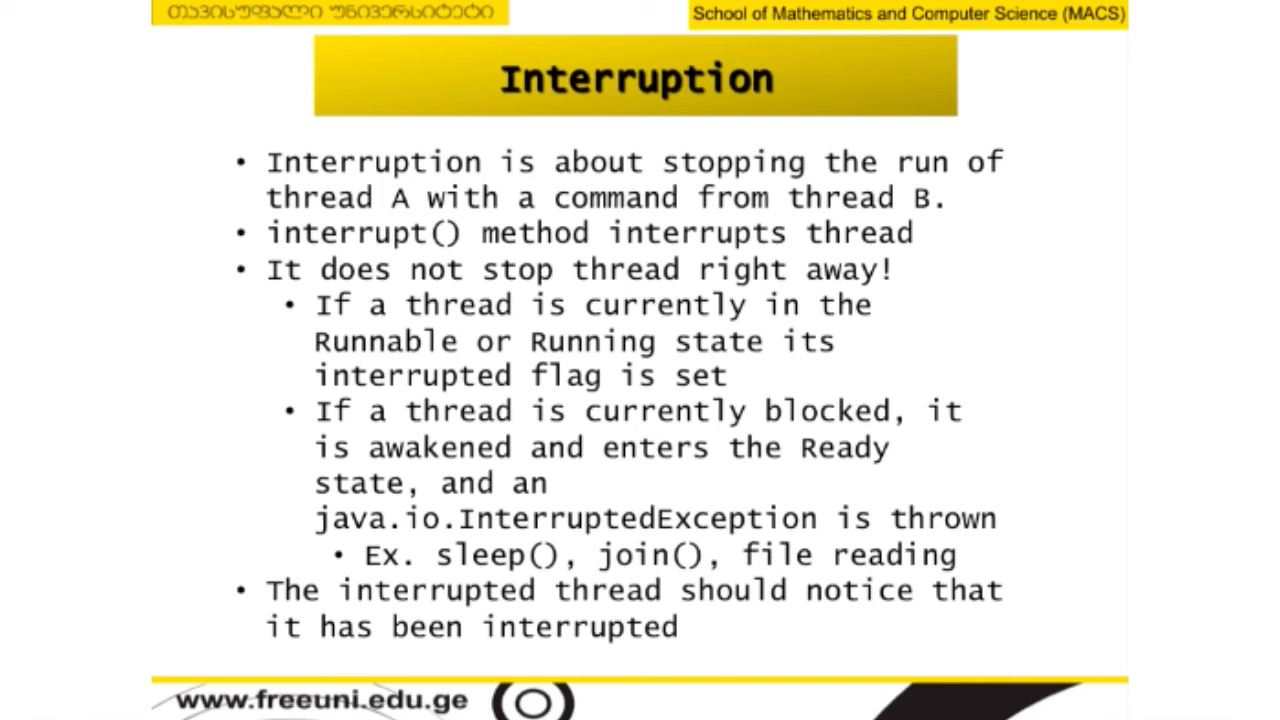 თავისუფალი უნივერსიტეტი
School of Mathematics and Computer Science (MACS)
Interruption
• Interruption is about stopping the run of
thread A with a command from thread B.
• interrupt() method interrupts thread
• It does not stop thread right away!
• If a thread is currently in the
Runnable or Running state its
interrupted flag is set
• If a thread is currently blocked, it
is awakened and enters the Ready
state, and an
java.io.InterruptedException is thrown
• Ex. sleep(), join(), file reading
• The interrupted thread should notice that
it has been interrupted
www.freeuni.edu.ge